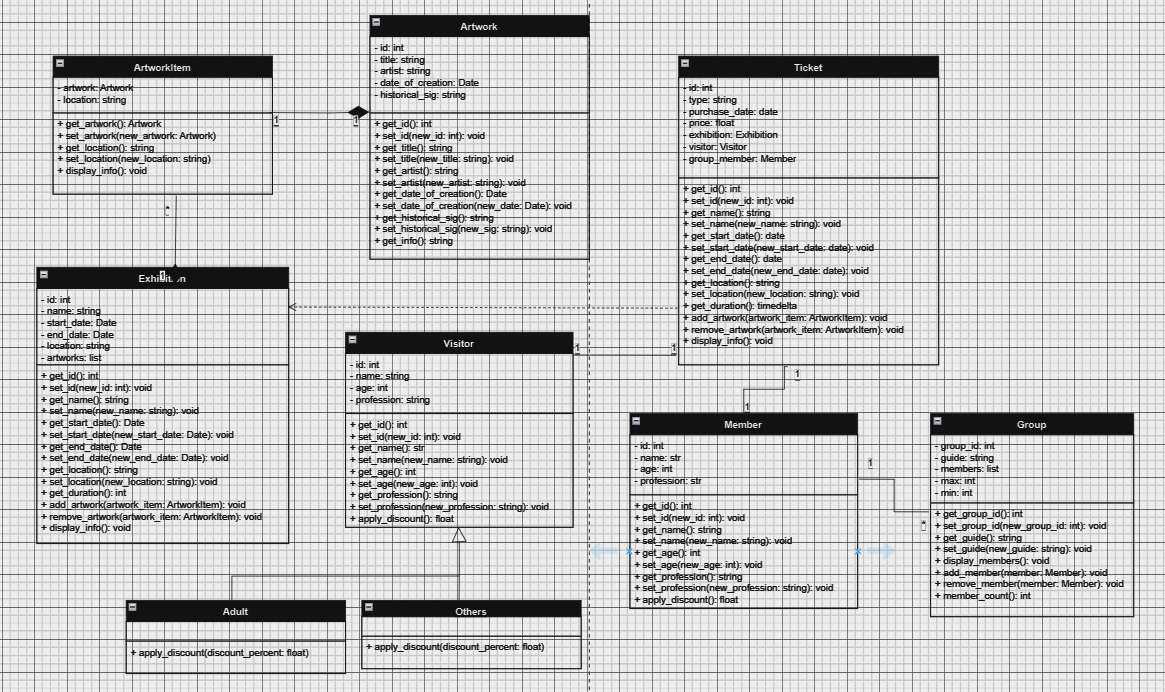 Artwork
- id: int
- title: string
- artist: string
- date_of_creation: Date
- historical_sig: string
+ get_id(): int
+ set_id(new_id: int): void
+ get_title(): string
+ set_title(new_title: string): void
+ get_artist(): string
+ set_artist(new_artist: string): void
+ get_date_of_creation(): Date
+ set_date_of_creation(new_date: Date): void
+ get_historical_sig(): string
+ set_historical_sig(new_sig: string): void
+ get_info(): string
ArtworkItem
- artwork: Artwork
- location: string
+ get_artwork(): Artwork
+ set_artwork(new_artwork: Artwork)
+ get_location(): string
+ set_location(new_location: string)
+ display_info(): void
1
1
*
Ticket
- id: int
- type: string
- purchase_date: date
- price: float
- exhibition: Exhibition
- visitor: Visitor
- group_member: Member
+ get_id(): int
+ set_id(new_id: int): void
+ get_name(): string
+ set_name(new_name: string): void
+ get_start_date(): date
+ set_start_date(new_start_date: date): void
+ get_end_date(): date
+ set_end_date(new_end_date: date): void
+ get_location(): string
+ set_location(new_location: string): void
+ get_duration(): timedelta
+ add_artwork(artwork_item: ArtworkItem): void
+ remove_artwork(artwork_item: ArtworkItem): void
+ display_info(): void
Exhibition
- id: int
- name: string
- start_date: Date
- end_date: Date
- location: string
- artworks: list
+ get_id(): int
+ set_id(new_id: int): void
+ get_name(): string
+ set_name(new_name: string): void
+ get_start_date(): Date
+ set_start_date(new_start_date: Date): void
+ get_end_date(): Date
+ set_end_date(new_end_date: Date): void
+ get_location(): string
+ set_location(new_location: string): void
+ get_duration(): int
+ add_artwork(artwork_item: ArtworkItem): void
+ remove_artwork(artwork_item: ArtworkItem): void
+ display_info(): void
Visitor
- id: int
- name: string
- age: int
- profession: string
+ get_id(): int
+ set_id(new_id: int): void
+ get_name(): str
+ set_name(new_name: string): void
+ get_age(): int
+ set_age(new_age: int): void
+ get_profession(): string
+ set_profession(new_profession: string): void
+ apply_discount(): float
1
1
1
1
Member
- id: int
- name: str
- age: int
- profession: str
+ get_id(): int
+ set_id(new_id: int): void
+ get_name(): string
+ set_name(new_name: string): void
+ get_age(): int
+ set_age(new_age: int): void
+ get_profession(): string
+ set_profession(new_profession: string): void
+ apply_discount(): float
1
*
Group
- group_id: int
- guide: string
- members: list
- max: int
- min: int
+ get_group_id(): int
+ set_group_id(new_group_id: int): void
+ get_guide(): string
+ set_guide(new_guide: string): void
+ display_members(): void
+ add_member(member: Member): void
+ remove_member(member: Member): void
+ member_count(): int
Adult
+ apply_discount(discount_percent: float)
Others
+ apply_discount(discount_percent: float)